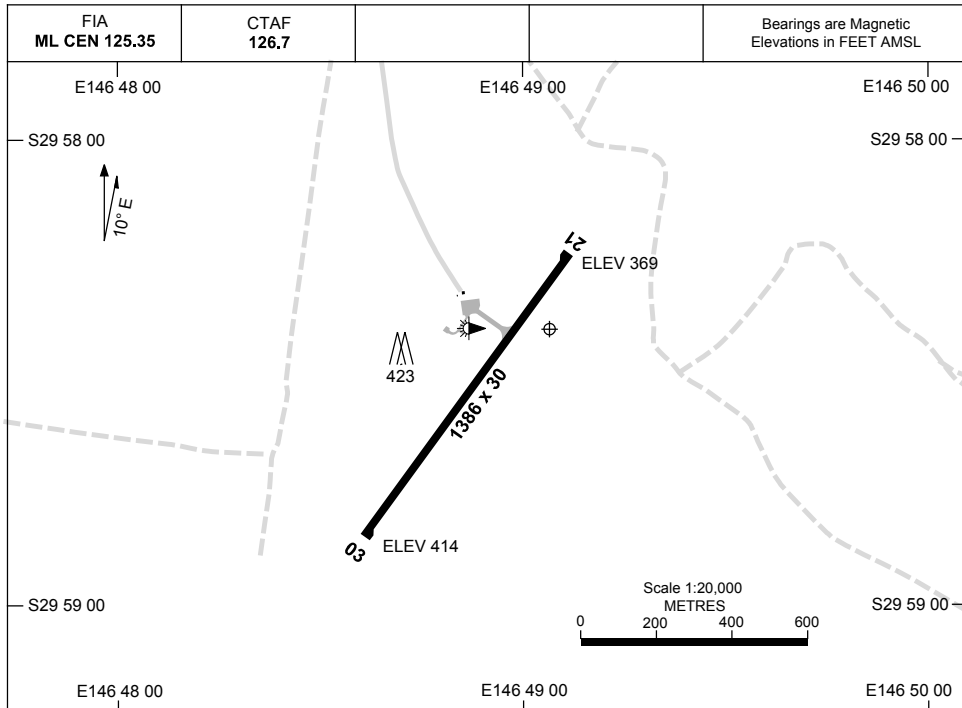 FIA
ML CEN 125.35
CTAF
126.7
Bearings are Magnetic
Elevations in FEET AMSL
E146 48 00
E146 49 00
E146 50 00
S29 58 00
S29 58 00
10° E
21
ELEV 369
423
1386 x 30
03
ELEV 414
S29 59 00
S29 59 00
Scale 1:20,000
METRES
0 200 400 600
E146 48 00
E146 49 00
E146 50 00